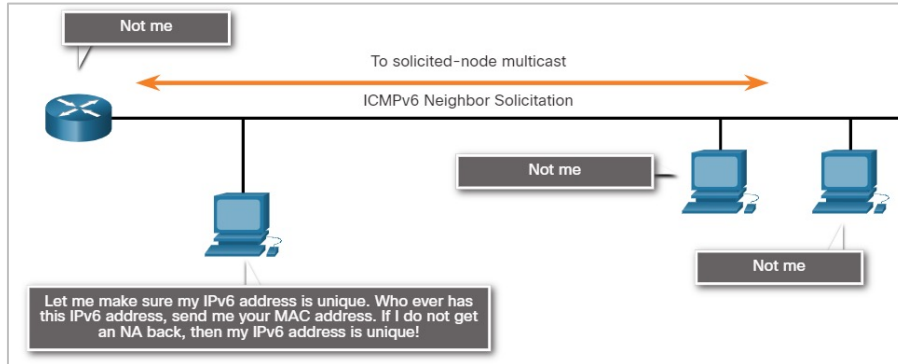 Not me
To solicited-node multicast
ICMPv6 Neighbor Solicitation
Not me
Not me
Let me make sure my IPv6 address is unique. Who ever has
this IPv6 address, send me your MAC address. If I do not get
an NA back, then my IPv6 address is unique!